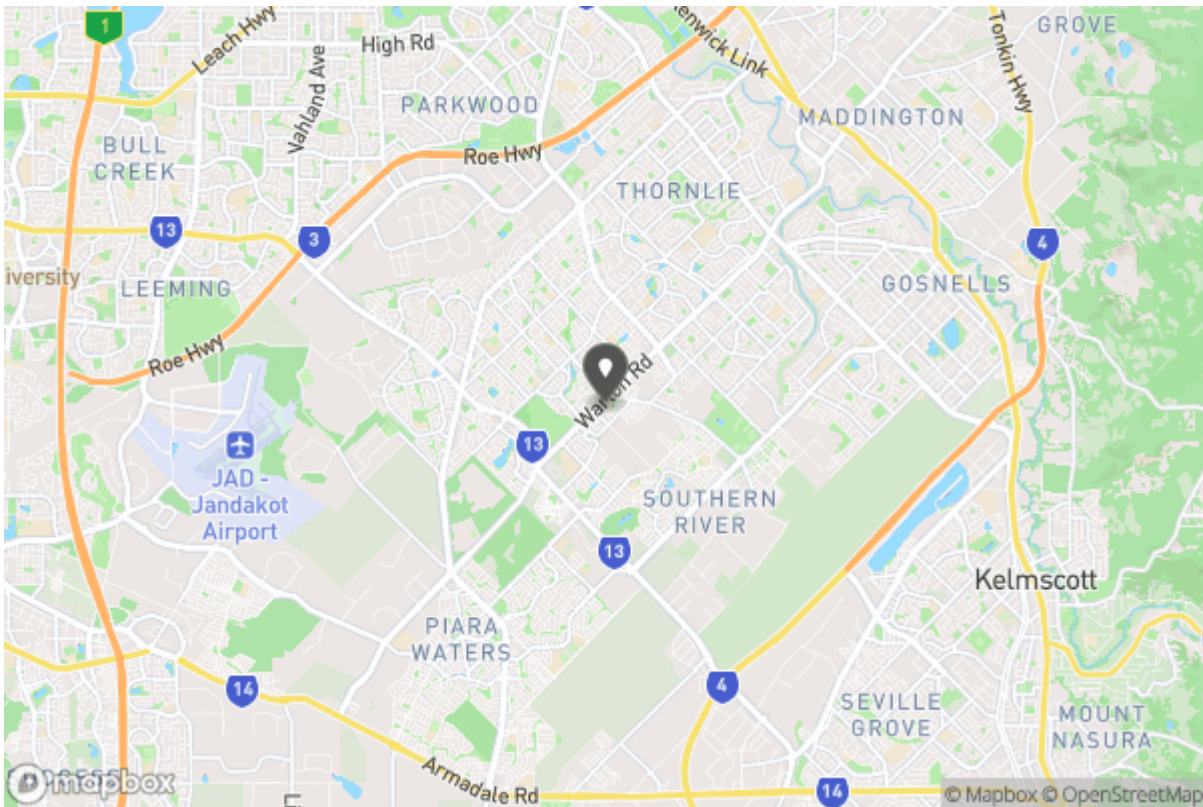 GROVE
1
Leach Hwy
High Rd
Tonkin Hwy
Vahland Ave
PARKWOOD
MADDINGTON
BULL
CREEK
Roe Hwy
THORNLIE
13
3
4
iversity
LEEMING
GOSNELLS
Roe Hwy
13
JAD -
Jandakot
Airport
SOUTHERN
RIVER
13
Kelmscott
PIARA
WATERS
14
4
SEVILLE
GROVE
MOUNT
NASURA
Armadale Rd
14
mapbox
© Mapbox © OpenStreetMap